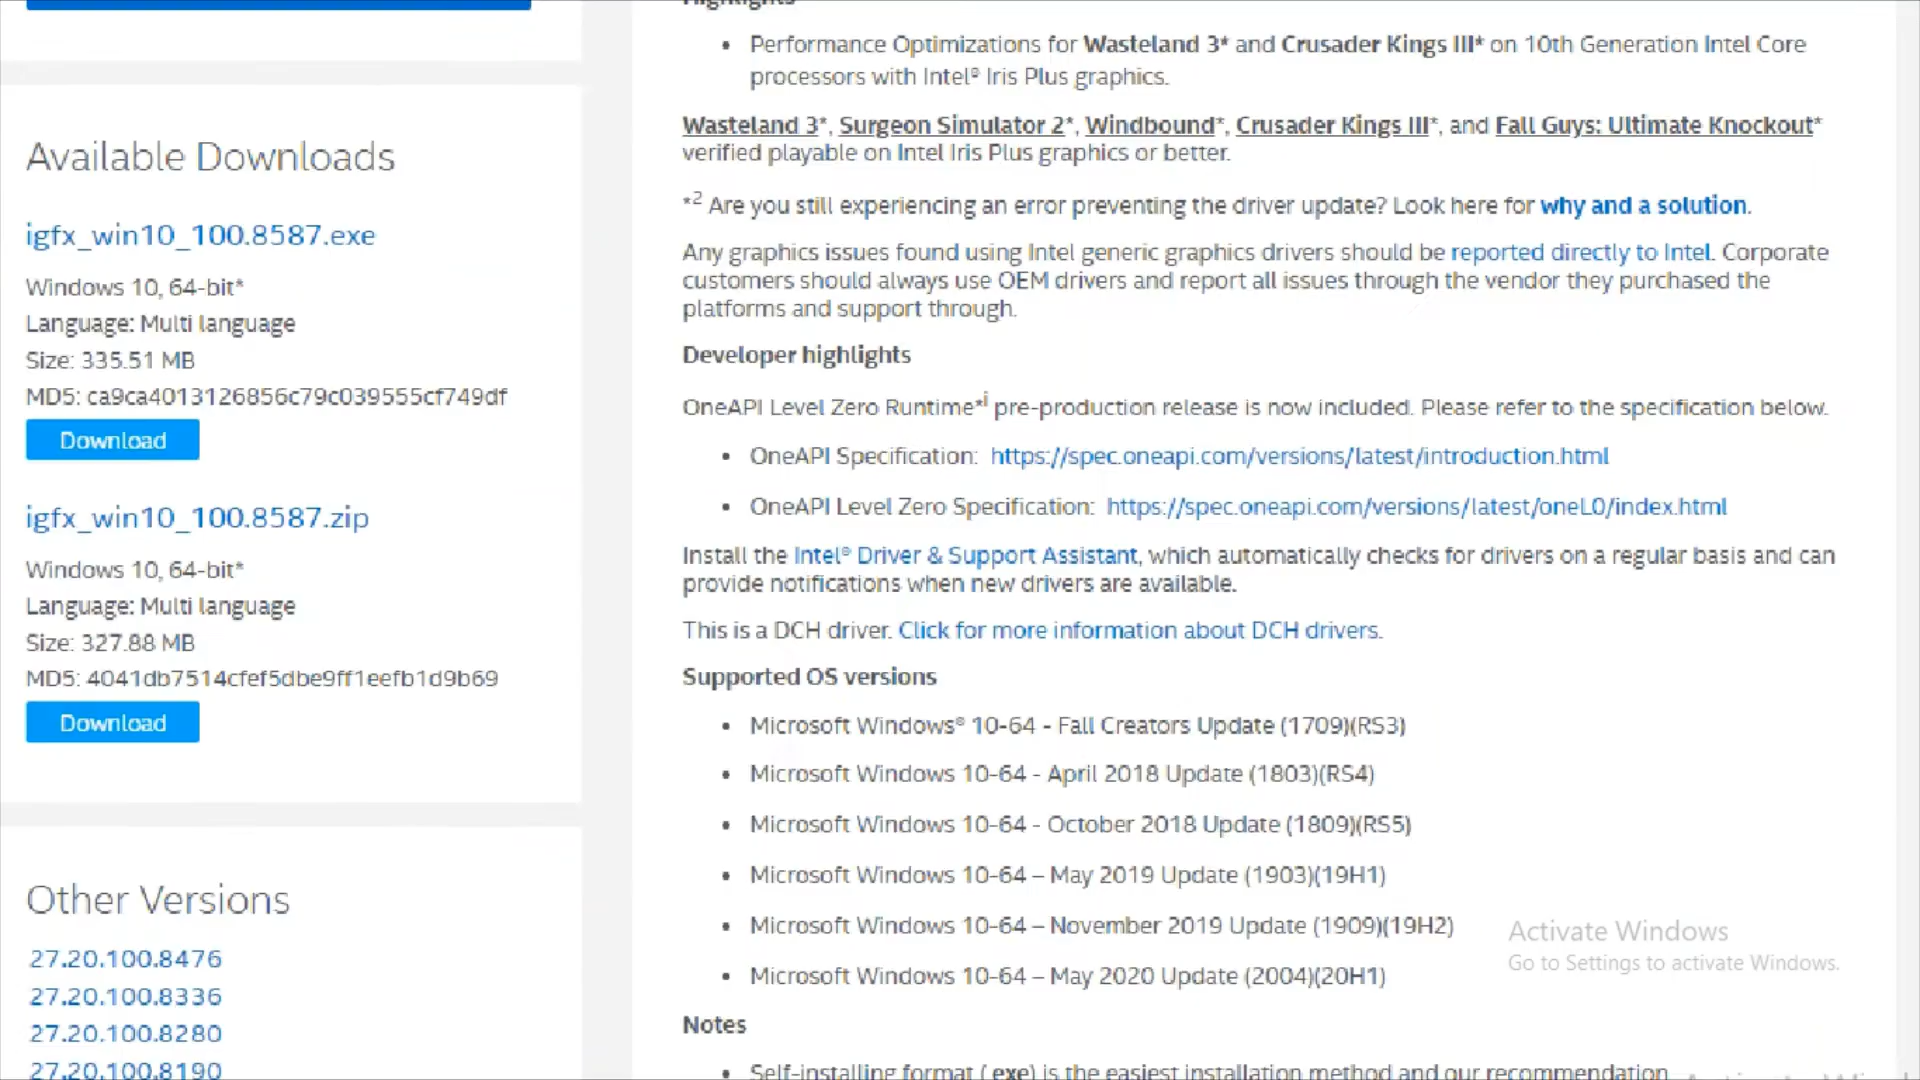 Available Downloads
igfx_win10_100.8587.exe
Windows 10, 64-bit*
Language: Multi language
Size: 335.51 MB
MD5: ca9ca4013126856c79c039555cf749df
Download
igfx_win10_100.8587.zip
Windows 10, 64-bit*
Language: Multi language
Size: 327.88 MB
MD5: 4041db7514cfef5dbe9ff1eefb1d9b69
Download
Other Versions
27.20.100.8476
27.20.100.8336
27.20.100.8280
27.20.100.8190
Highlights
• Performance Optimizations for Wasteland 3* and Crusader Kings III* on 10th Generation Intel Core
processors with Intel® Iris Plus graphics.
Wasteland 3*, Surgeon Simulator 2*, Windbound*, Crusader Kings III*, and Fall Guys: Ultimate Knockout*
verified playable on Intel Iris Plus graphics or better.
*2 Are you still experiencing an error preventing the driver update? Look here for why and a solution.
Any graphics issues found using Intel generic graphics drivers should be reported directly to Intel. Corporate
customers should always use OEM drivers and report all issues through the vendor they purchased the
platforms and support through.
Developer highlights
OneAPI Level Zero Runtime*i pre-production release is now included. Please refer to the specification below.
• OneAPI Specification: https://spec.oneapi.com/versions/latest/introduction.html
• OneAPI Level Zero Specification: https://spec.oneapi.com/versions/latest/oneL0/index.html
Install the Intel® Driver & Support Assistant, which automatically checks for drivers on a regular basis and can
provide notifications when new drivers are available.
This is a DCH driver. Click for more information about DCH drivers.
Supported OS versions
• Microsoft Windows® 10-64 - Fall Creators Update (1709)(RS3)
• Microsoft Windows 10-64 - April 2018 Update (1803)(RS4)
• Microsoft Windows 10-64 - October 2018 Update (1809)(RS5)
• Microsoft Windows 10-64 – May 2019 Update (1903)(19H1)
• Microsoft Windows 10-64 – November 2019 Update (1909)(19H2)
• Microsoft Windows 10-64 – May 2020 Update (2004)(20H1)
Notes
• Self-installing format (.exe) is the easiest installation method and our recommendation
Activate Windows
Go to Settings to activate Windows.